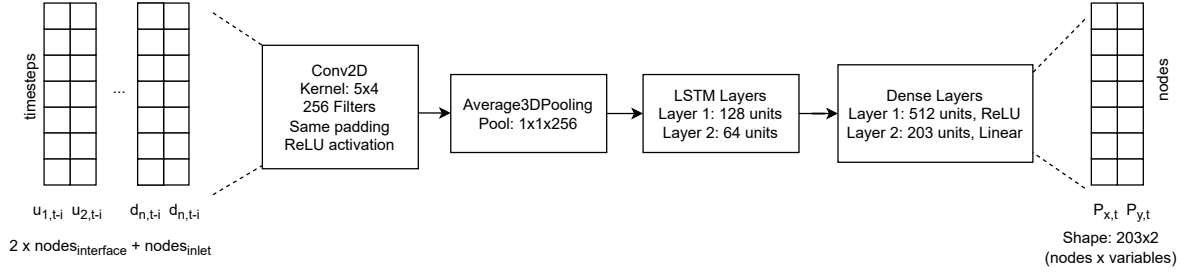 timesteps
...
u1,t-i u2,t-i dn,t-i dn,t-i
2 x nodesinterface + nodesinlet
Conv2D
Kernel: 5x4
256 Filters
Same padding
ReLU activation
Average3DPooling
Pool: 1x1x256
LSTM Layers
Layer 1: 128 units
Layer 2: 64 units
Dense Layers
Layer 1: 512 units, ReLU
Layer 2: 203 units, Linear
nodes
Px,t Py,t
Shape: 203x2
(nodes x variables)